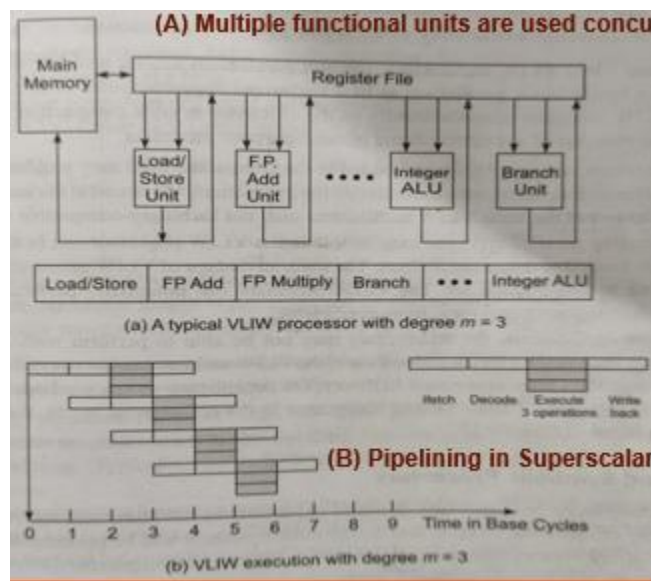 (A) Multiple functional units are used concu
Main
Memory
Register File
Load/
Store
Unit
F.P.
Add
Unit
Integer
ALU
Branch
Unit
Load/Store FP Add FP Multiply Branch ••• Integer ALU
(a) A typical VLIW processor with degree m = 3
Fetch Decode Execute Write
3 operations back
(B) Pipelining in Superscalar
0 1 2 3 4 5 6 7 8 9 Time in Base Cycles
(b) VLIW execution with degree m = 3